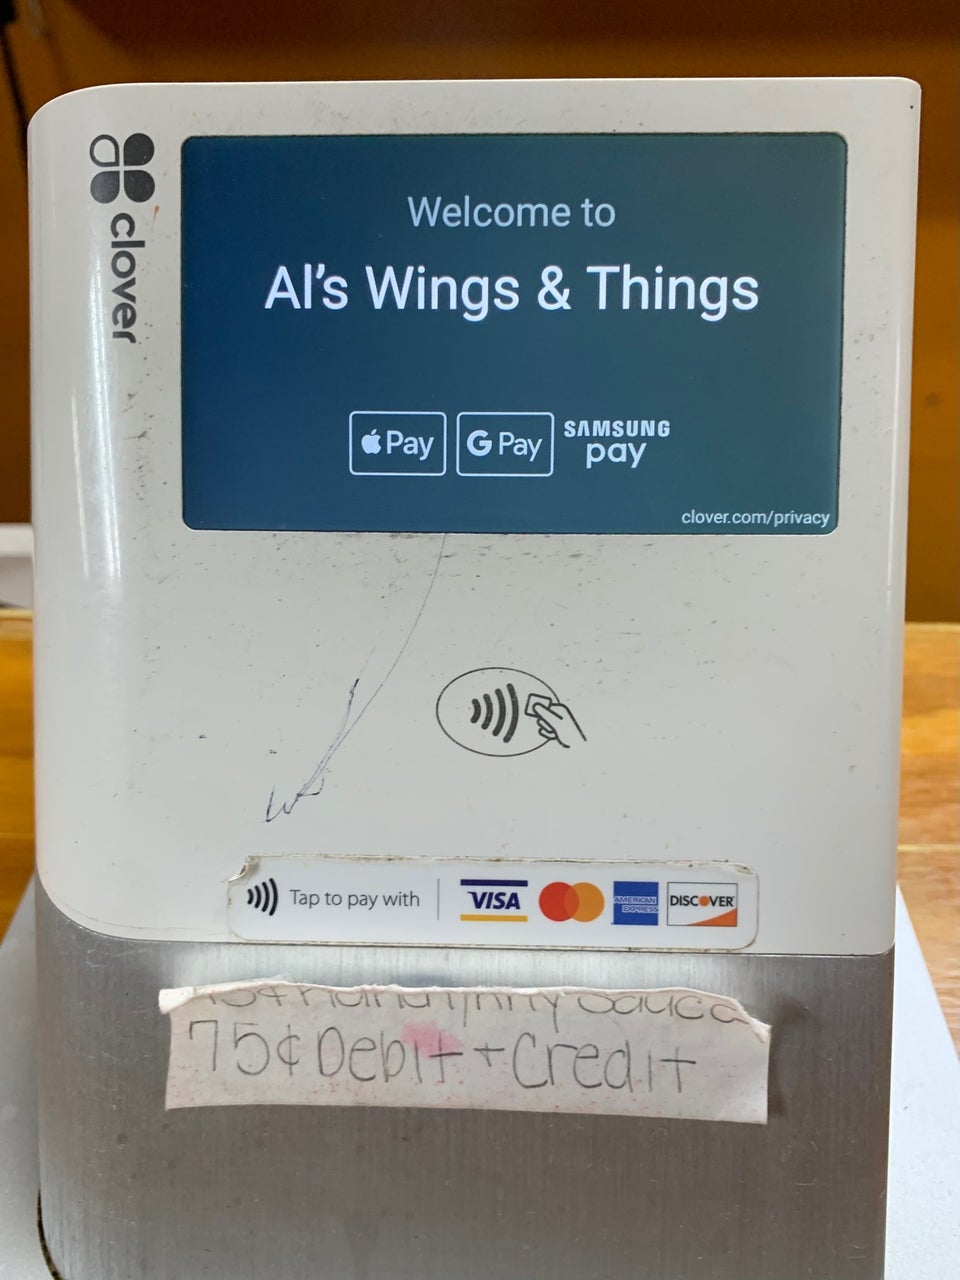 clover
Welcome to
Al's Wings & Things
Pay
G Pay
SAMSUNG
pay
clover.com/privacy
Tap to pay with
VISA
AMERICAN
EXPRESS
DISCOVER
Sauce
75¢ Debit + Credit